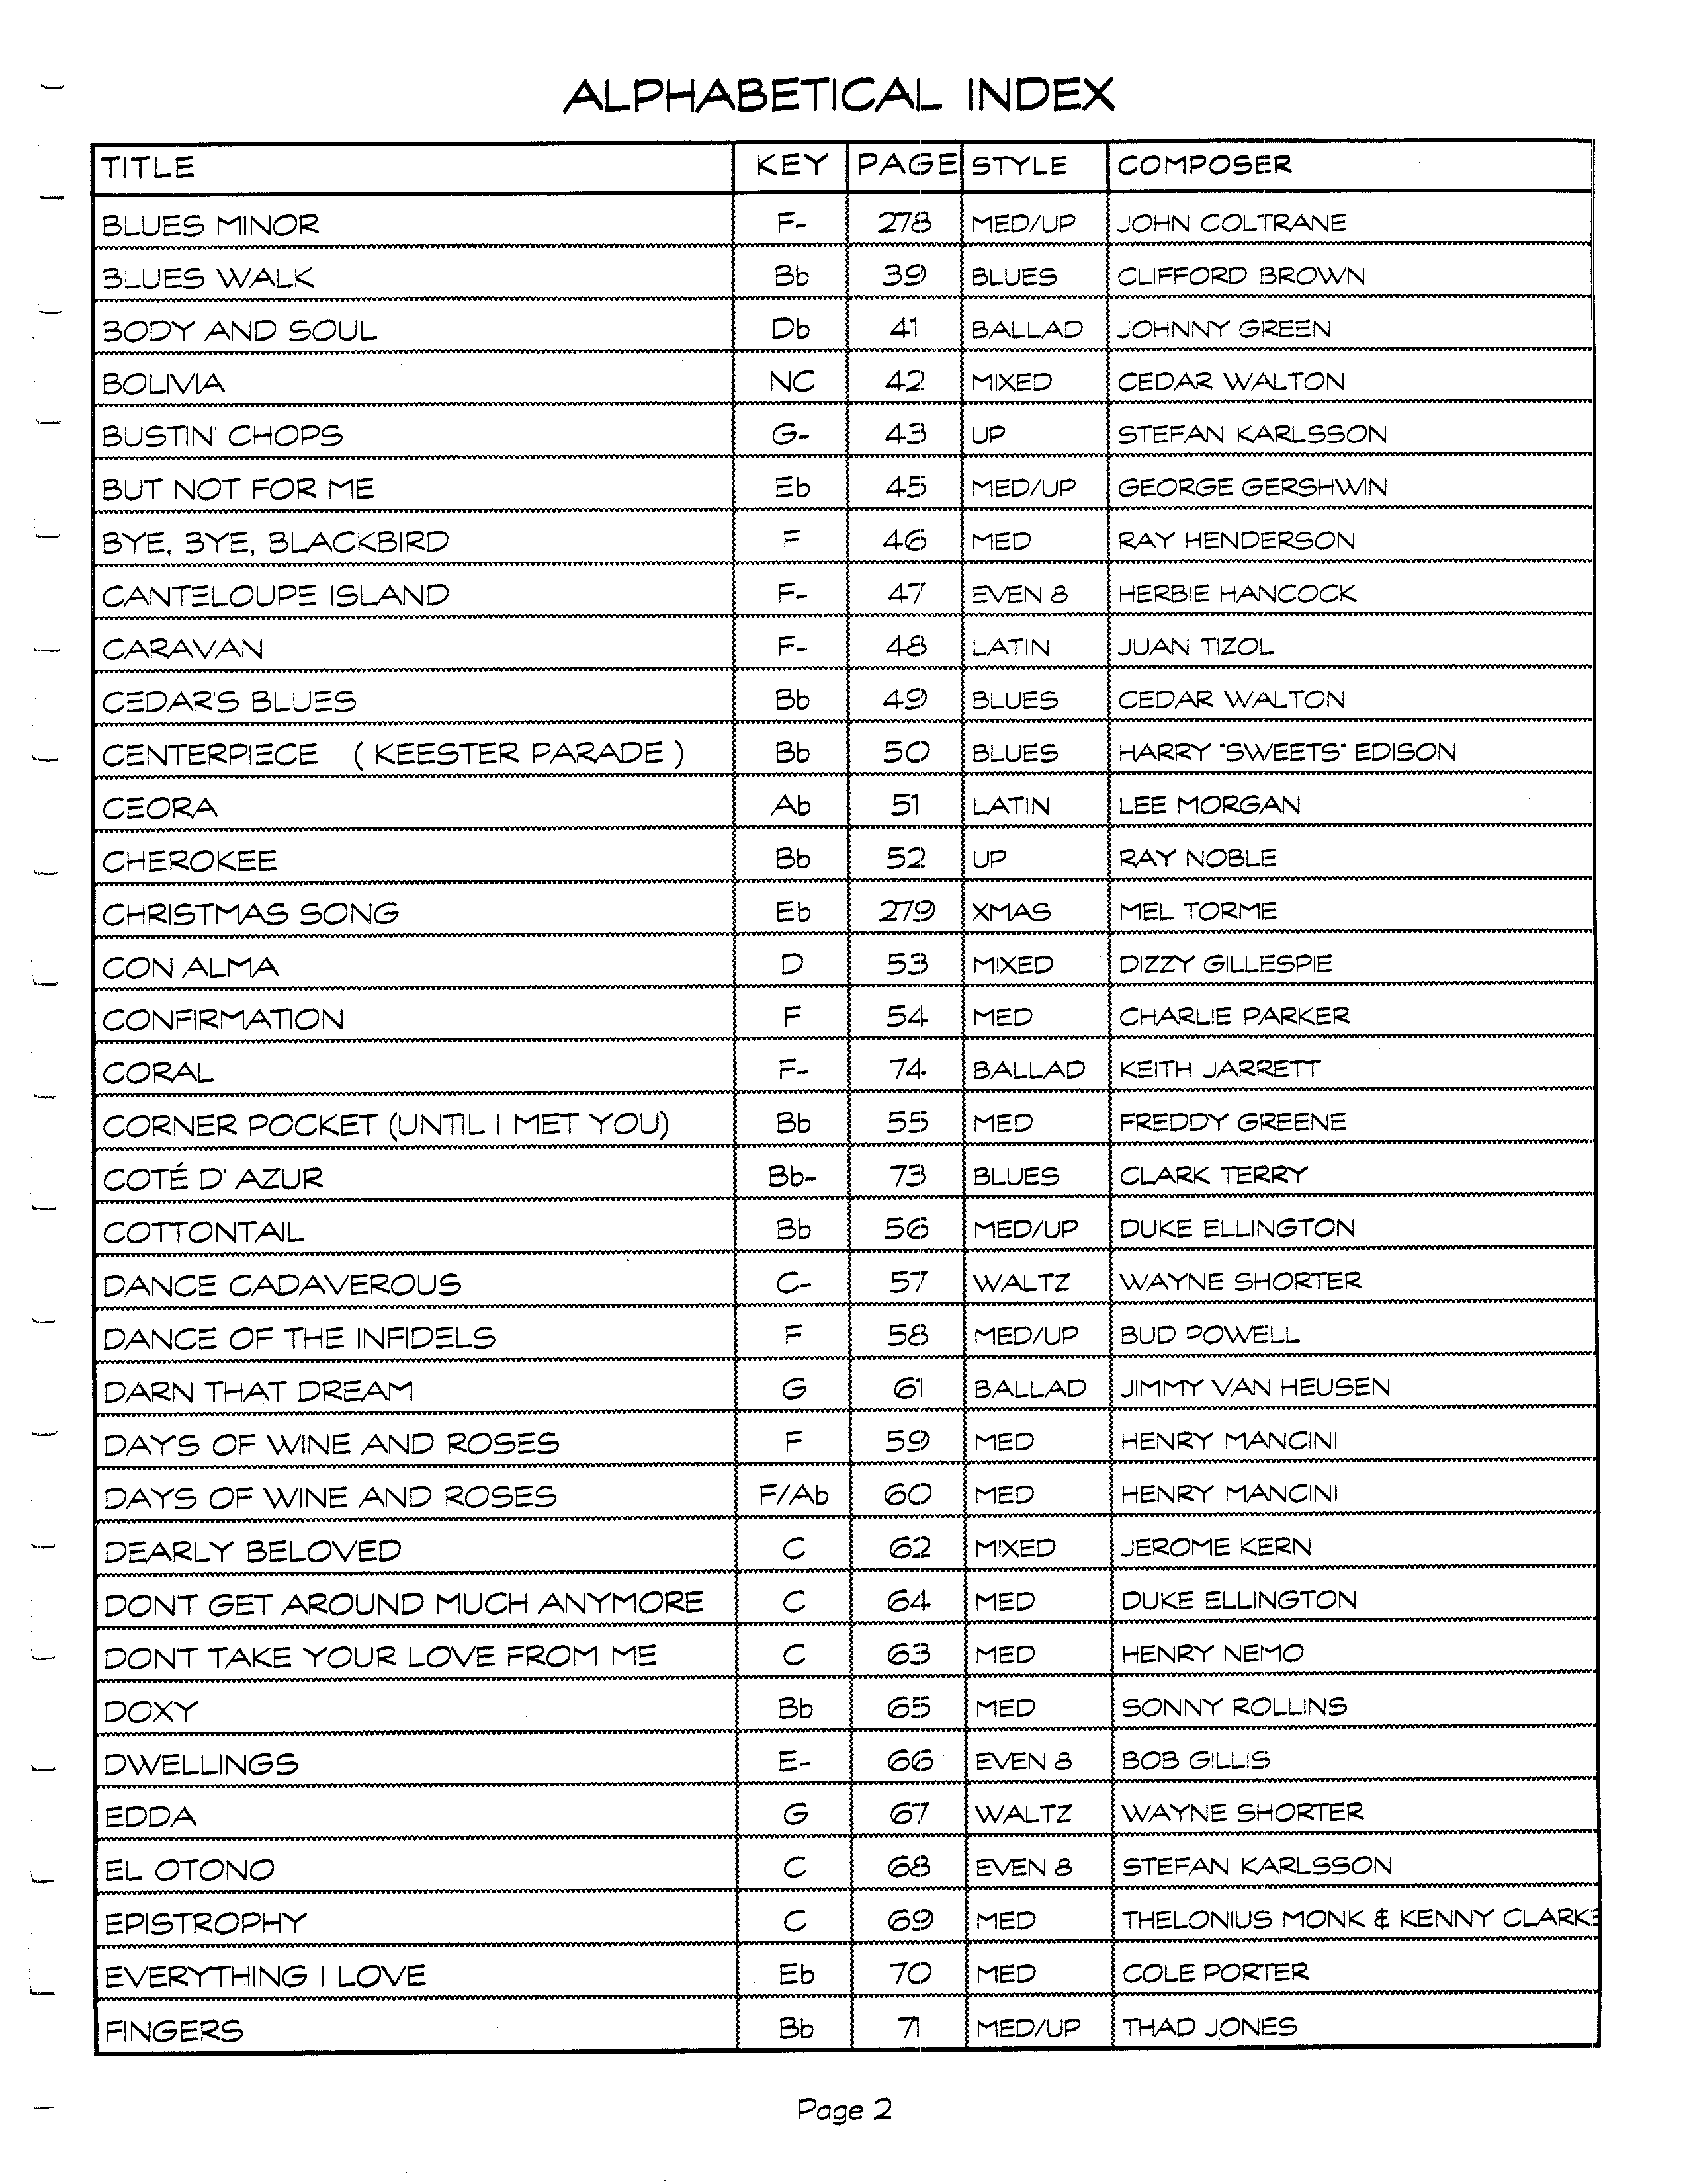 ALPHABETICAL INDEX
TITLE KEY PAGE STYLE COMPOSER
BLUES MINOR F- 278 MED/UP JOHN COLTRANE
BLUES WALK Bb 39 BLUES CLIFFORD BROWN
BODY AND SOUL Db 41 BALLAD JOHNNY GREEN
BOLIVIA NC 42 MIXED CEDAR WALTON
BUSTIN' CHOPS G- 43 UP STEFAN KARLSSON
BUT NOT FOR ME Eb 45 MED/UP GEORGE GERSHWIN
BYE, BYE, BLACKBIRD F 46 MED RAY HENDERSON
CANTELOUPE ISLAND F- 47 EVEN 8 HERBIE HANCOCK
CARAVAN F- 48 LATIN JUAN TIZOL
CEDAR'S BLUES Bb 49 BLUES CEDAR WALTON
CENTERPIECE ( KEESTER PARADE ) Bb 50 BLUES HARRY "SWEETS" EDISON
CEORA Ab 51 LATIN LEE MORGAN
CHEROKEE Bb 52 UP RAY NOBLE
CHRISTMAS SONG Eb 279 XMAS MEL TORME
CON ALMA D 53 MIXED DIZZY GILLESPIE
CONFIRMATION F 54 MED CHARLIE PARKER
CORAL F- 74 BALLAD KEITH JARRETT
CORNER POCKET (UNTIL I MET YOU) Bb 55 MED FREDDY GREENE
COTÉ D' AZUR Bb- 73 BLUES CLARK TERRY
COTTONTAIL Bb 56 MED/UP DUKE ELLINGTON
DANCE CADAVEROUS C- 57 WALTZ WAYNE SHORTER
DANCE OF THE INFIDELS F 58 MED/UP BUD POWELL
DARN THAT DREAM G 61 BALLAD JIMMY VAN HEUSEN
DAYS OF WINE AND ROSES F 59 MED HENRY MANCINI
DAYS OF WINE AND ROSES F/Ab 60 MED HENRY MANCINI
DEARLY BELOVED C 62 MIXED JEROME KERN
DONT GET AROUND MUCH ANYMORE C 64 MED DUKE ELLINGTON
DONT TAKE YOUR LOVE FROM ME C 63 MED HENRY NEMO
DOXY Bb 65 MED SONNY ROLLINS
DWELLINGS E- 66 EVEN 8 BOB GILLIS
EDDA G 67 WALTZ WAYNE SHORTER
EL OTONO C 68 EVEN 8 STEFAN KARLSSON
EPISTROPHY C 69 MED THELONIUS MONK & KENNY CLARKE
EVERYTHING I LOVE Eb 70 MED COLE PORTER
FINGERS Bb 71 MED/UP THAD JONES
Page 2